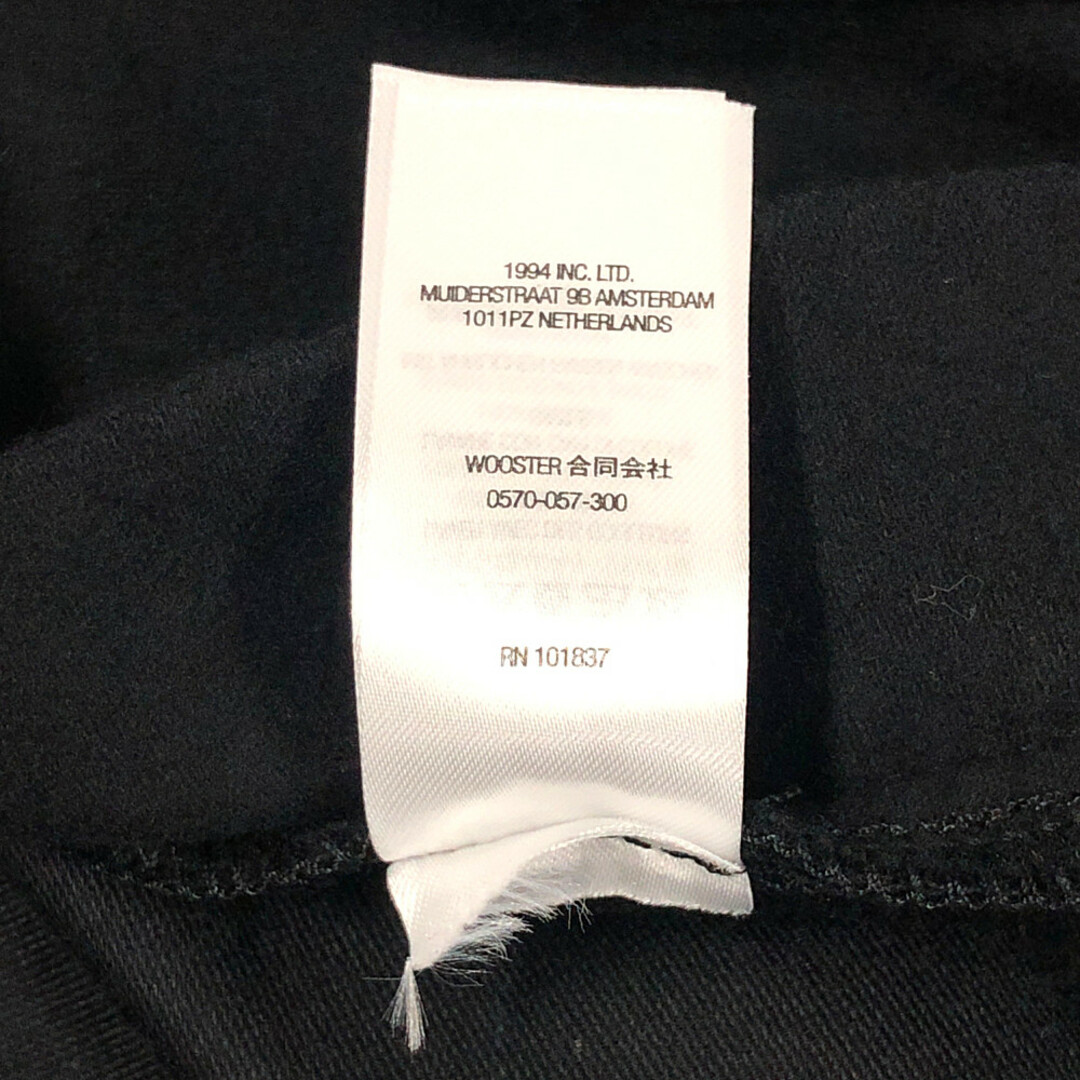 1994 INC. LTD.
MUIDERSTRAAT 9B AMSTERDAM
1011PZ NETHERLANDS
WOOSTER 合同会社
0570-057-300
RN 101837